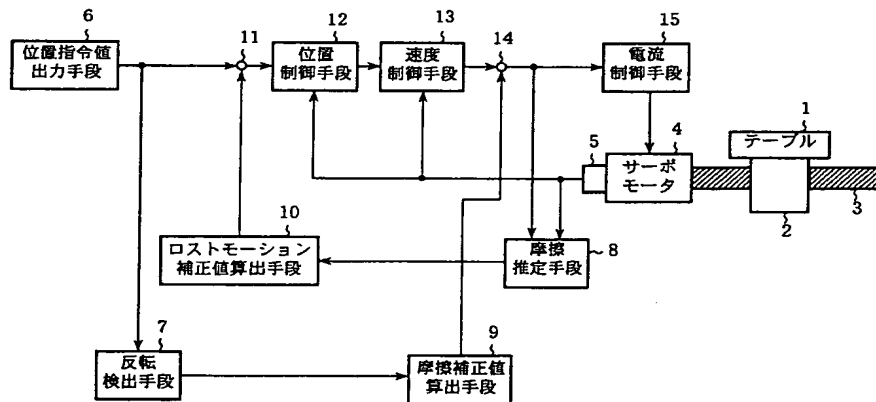 6
位置指令値
出力手段
11
12
位置
制御手段
13
速度
制御手段
14
15
電流
制御手段
1
テーブル
5
4
サーボ
モータ
2
3
10
ロストモーション
補正値算出手段
摩擦
推定手段
8
7
反転
検出手段
9
摩擦補正値
算出手段